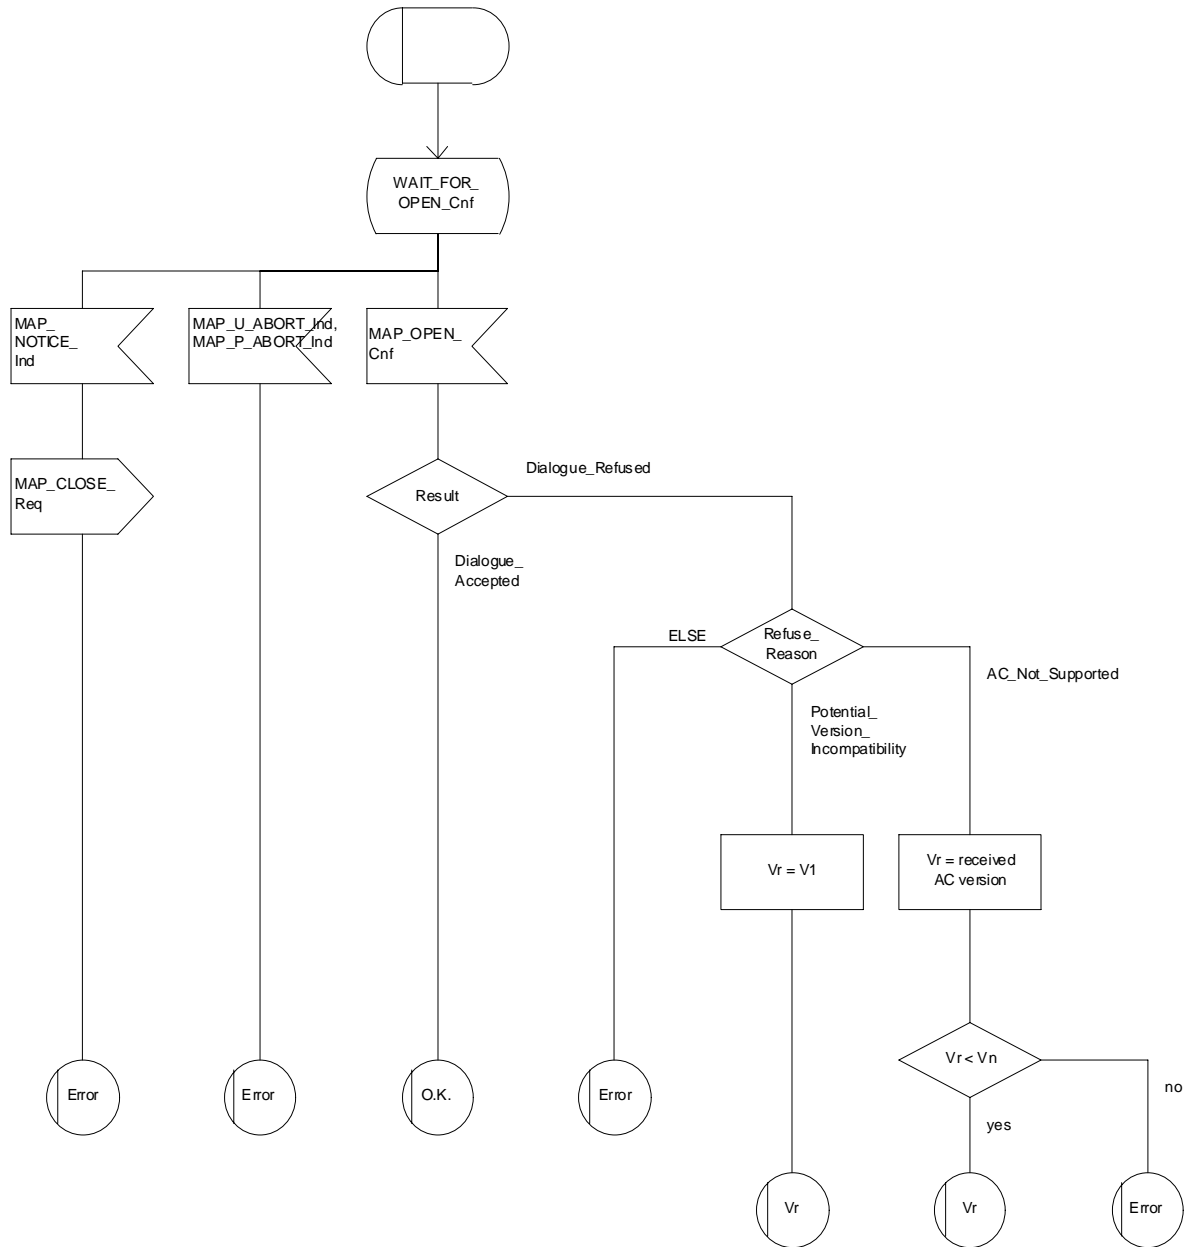 WAIT_FOR_
OPEN_Cnf
MAP_
NOTICE_
Ind
MAP_U_ABORT_Ind,
MAP_P_ABORT_Ind
MAP_OPEN_
Cnf
MAP_CLOSE_
Req
Result
Dialogue_Refused
Dialogue_
Accepted
ELSE
Refuse_
Reason
AC_Not_Supported
Potential_
Version_
Incompatibility
Vr = V1
Vr = received
AC version
Vr < Vn
no
yes
Error
Error
O.K.
Error
Vr
Vr
Error